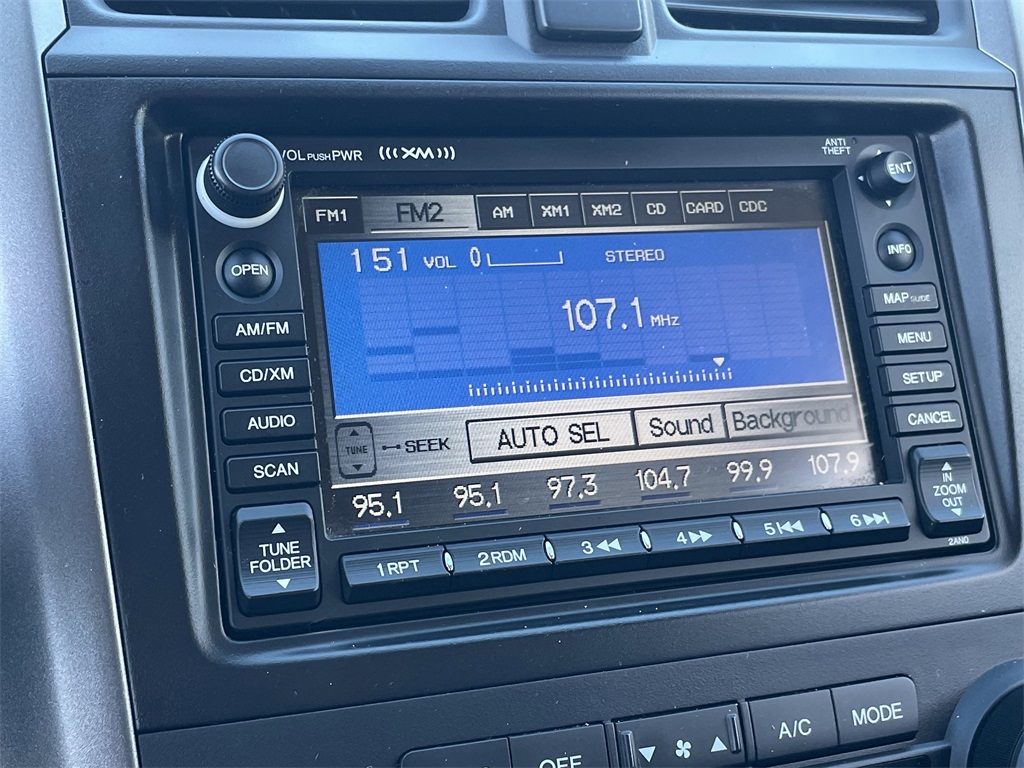 VOL PUSH PWR XM
ANTI THEFT
ENT
FM1 FM2 AM XM1 XM2 CD CARD CDC
OPEN
151 VOL 0 STEREO
INFO
107.1 MHz
MAP GUIDE
AM/FM
MENU
CD/XM
SETUP
AUDIO
TUNE SEEK AUTO SEL Sound Background
CANCEL
SCAN
95.1 95.1 97.3 104.7 99.9 107.9
IN
ZOOM
OUT
TUNE
FOLDER
1 RPT 2 RDM 3 4 5 6
2AN0
OFF A/C MODE